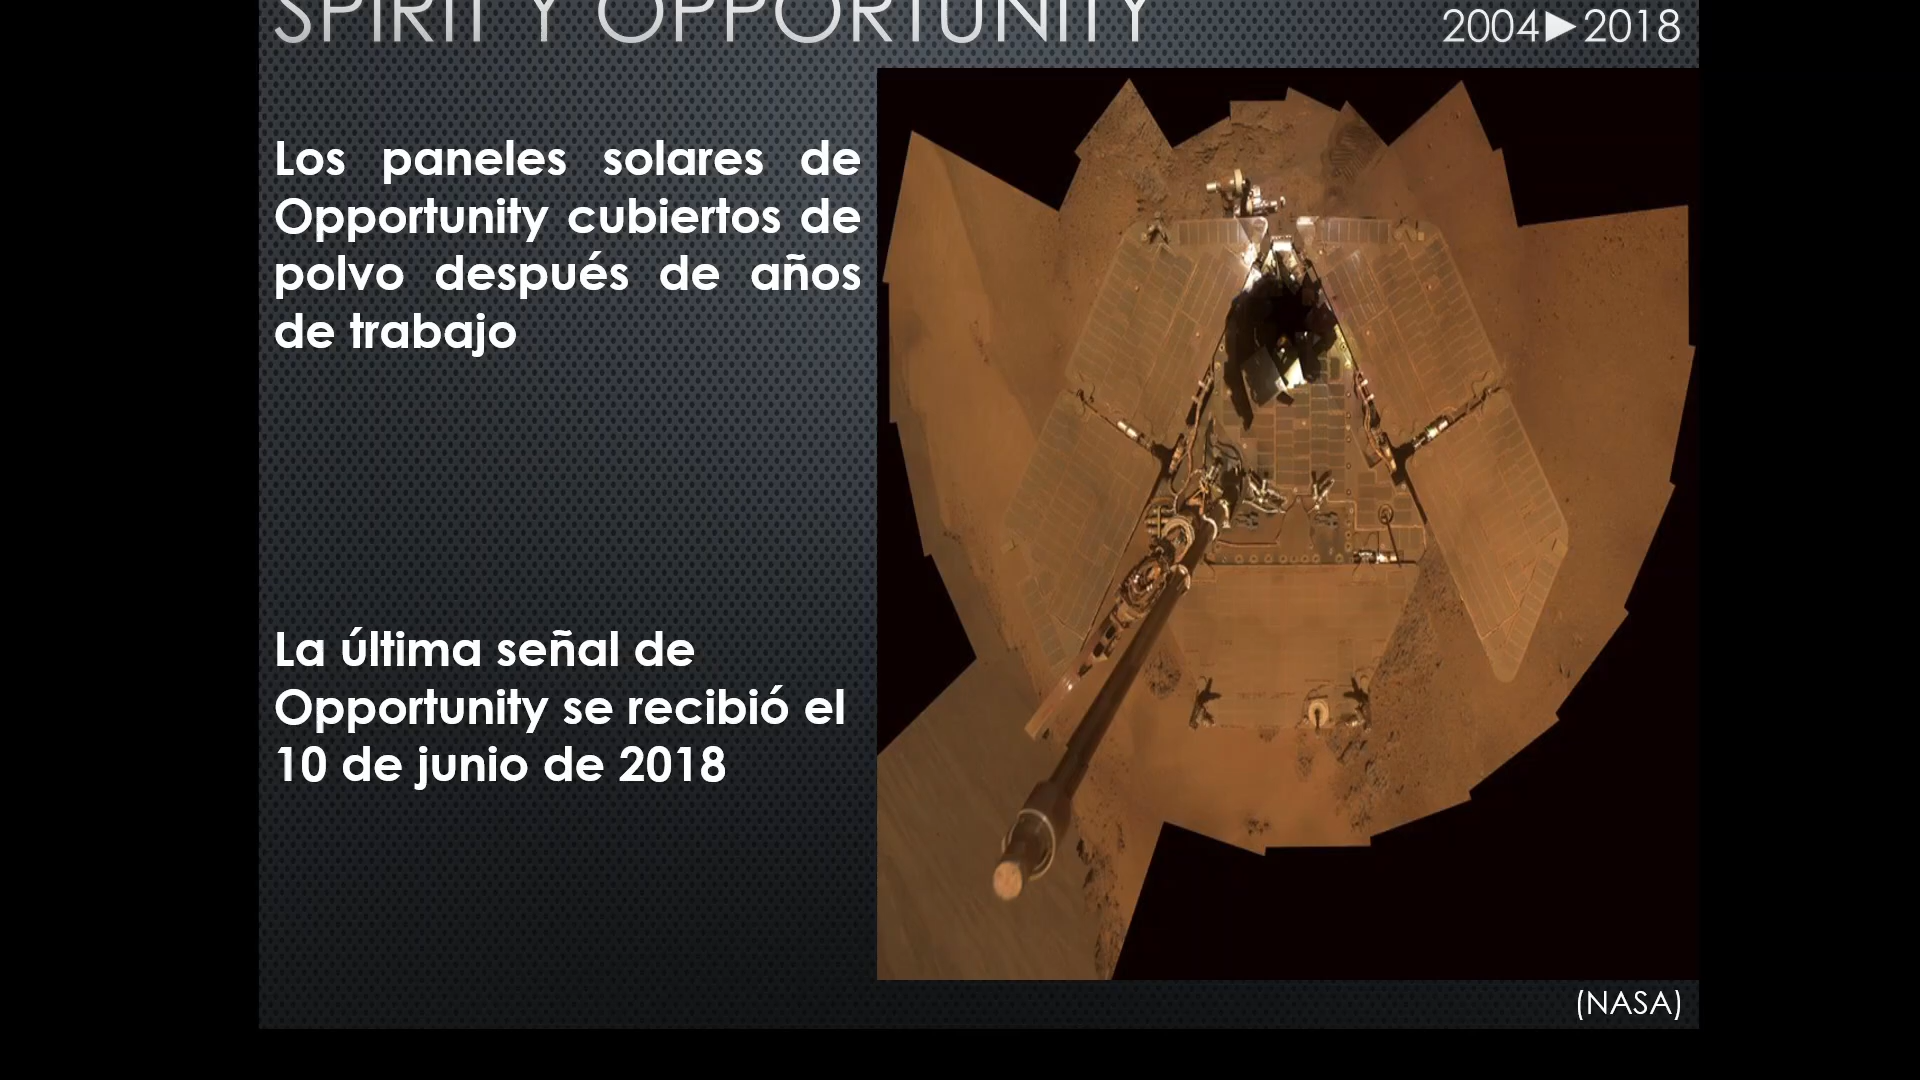 SPIRIT Y OPPORTUNITY
2004►2018
Los paneles solares de
Opportunity cubiertos de
polvo después de años
de trabajo
La última señal de
Opportunity se recibió el
10 de junio de 2018
(NASA)